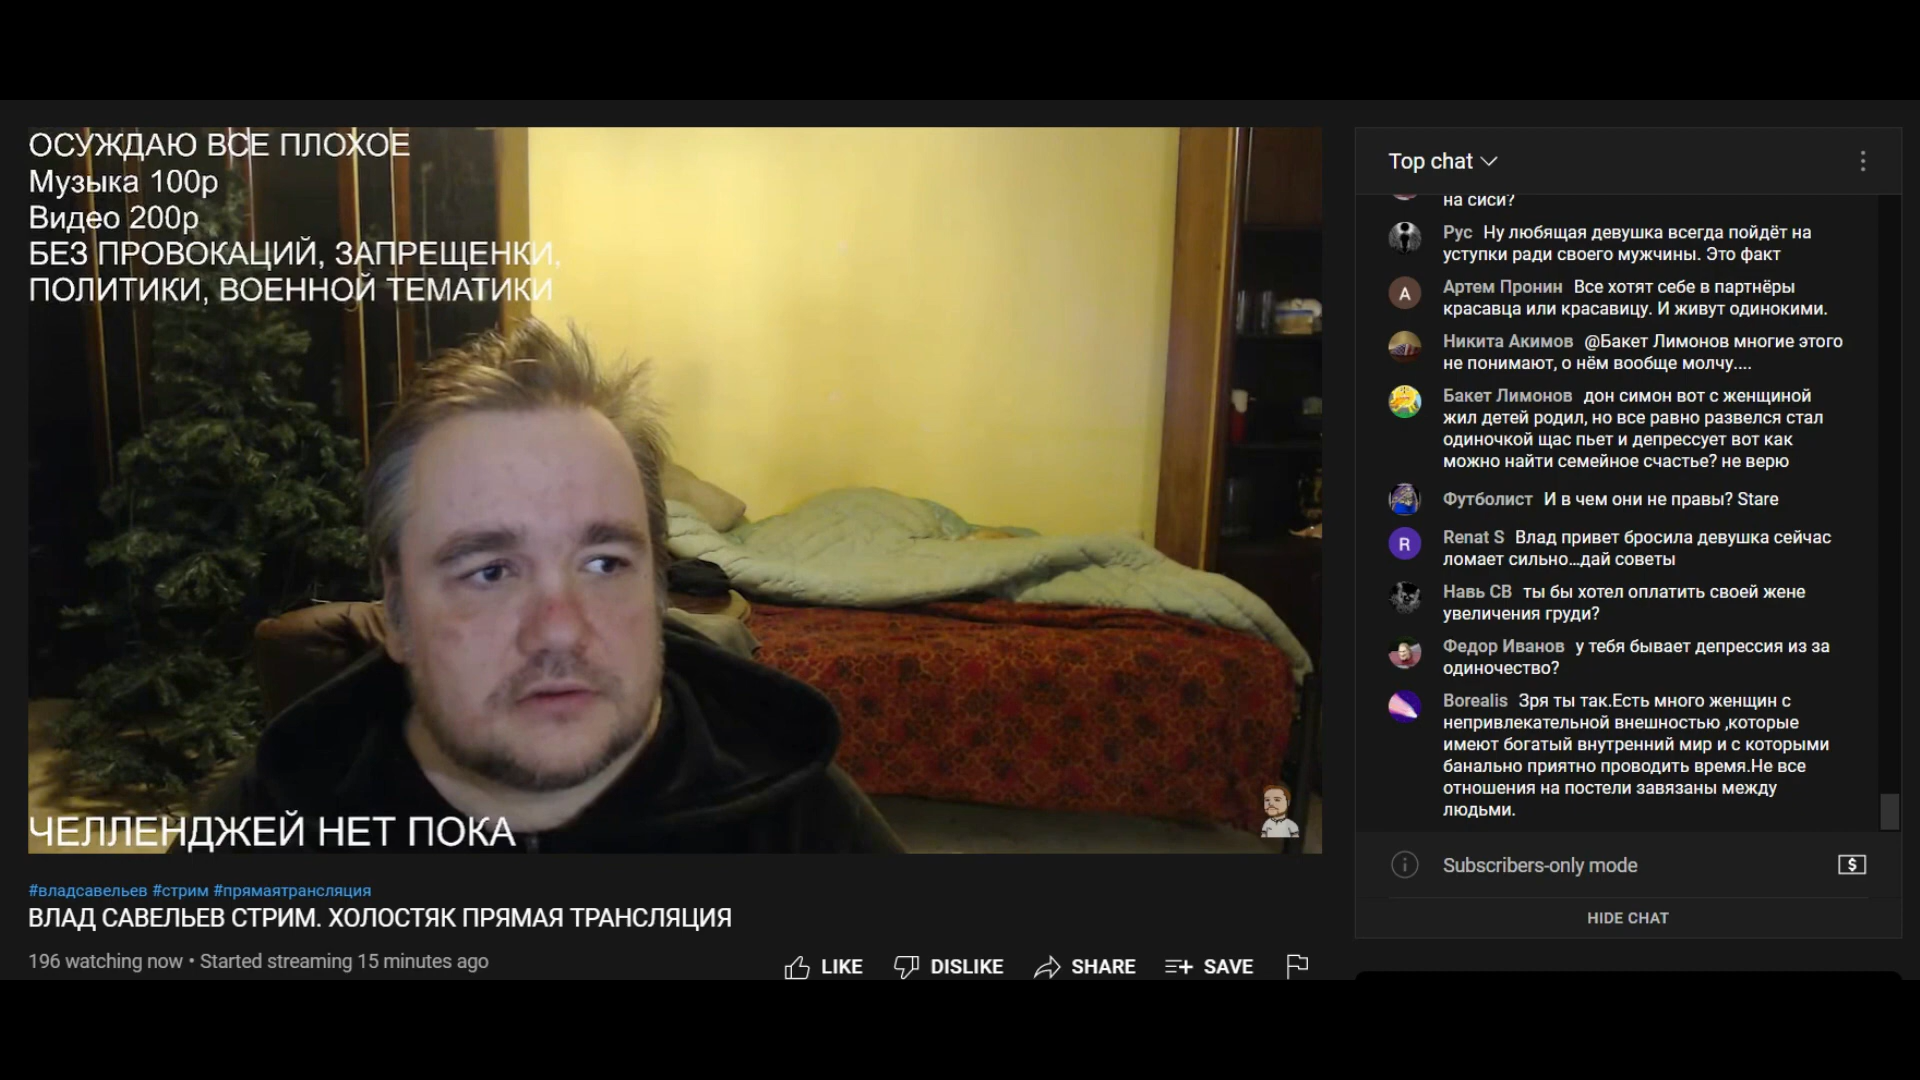 ОСУЖДАЮ ВСЕ ПЛОХОЕ
Музыка 100р
Видео 200р
БЕЗ ПРОВОКАЦИЙ, ЗАПРЕЩЕНКИ,
ПОЛИТИКИ, ВОЕННОЙ ТЕМАТИКИ
ЧЕЛЛЕНДЖЕЙ НЕТ ПОКА
#владсавельев #стрим #прямаятрансляция
ВЛАД САВЕЛЬЕВ СТРИМ. ХОЛОСТЯК ПРЯМАЯ ТРАНСЛЯЦИЯ
196 watching now • Started streaming 15 minutes ago
LIKE DISLIKE SHARE SAVE
Top chat
на сиси?
Рус Ну любящая девушка всегда пойдёт на
уступки ради своего мужчины. Это факт
А
Артем Пронин Все хотят себе в партнёры
красавца или красавицу. И живут одинокими.
Никита Акимов @Бакет Лимонов многие этого
не понимают, о нём вообще молчу....
Бакет Лимонов дон симон вот с женщиной
жил детей родил, но все равно развелся стал
одиночкой щас пьет и депрессует вот как
можно найти семейное счастье? не верю
Футболист И в чем они не правы? Stare
R
Renat S Влад привет бросила девушка сейчас
ломает сильно...дай советы
Навь СВ ты бы хотел оплатить своей жене
увеличения груди?
Федор Иванов у тебя бывает депрессия из за
одиночество?
Borealis Зря ты так.Есть много женщин с
непривлекательной внешностью ,которые
имеют богатый внутренний мир и с которыми
банально приятно проводить время.Не все
отношения на постели завязаны между
людьми.
Subscribers-only mode
$
HIDE CHAT